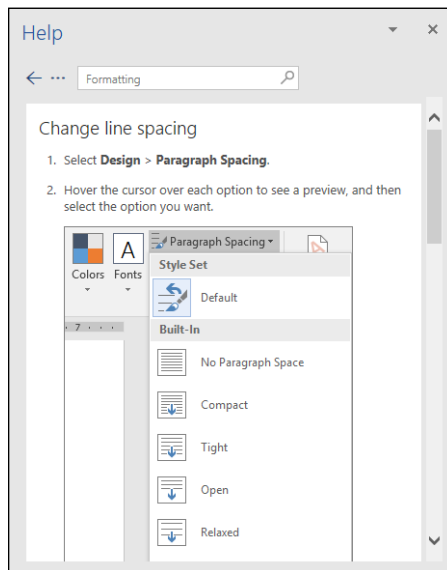 Help
Formatting
Change line spacing
1. Select Design > Paragraph Spacing.
2. Hover the cursor over each option to see a preview, and then
select the option you want.
Colors
Fonts
A
Paragraph Spacing
Style Set
Default
7
Built-In
No Paragraph Space
Compact
Tight
Open
Relaxed